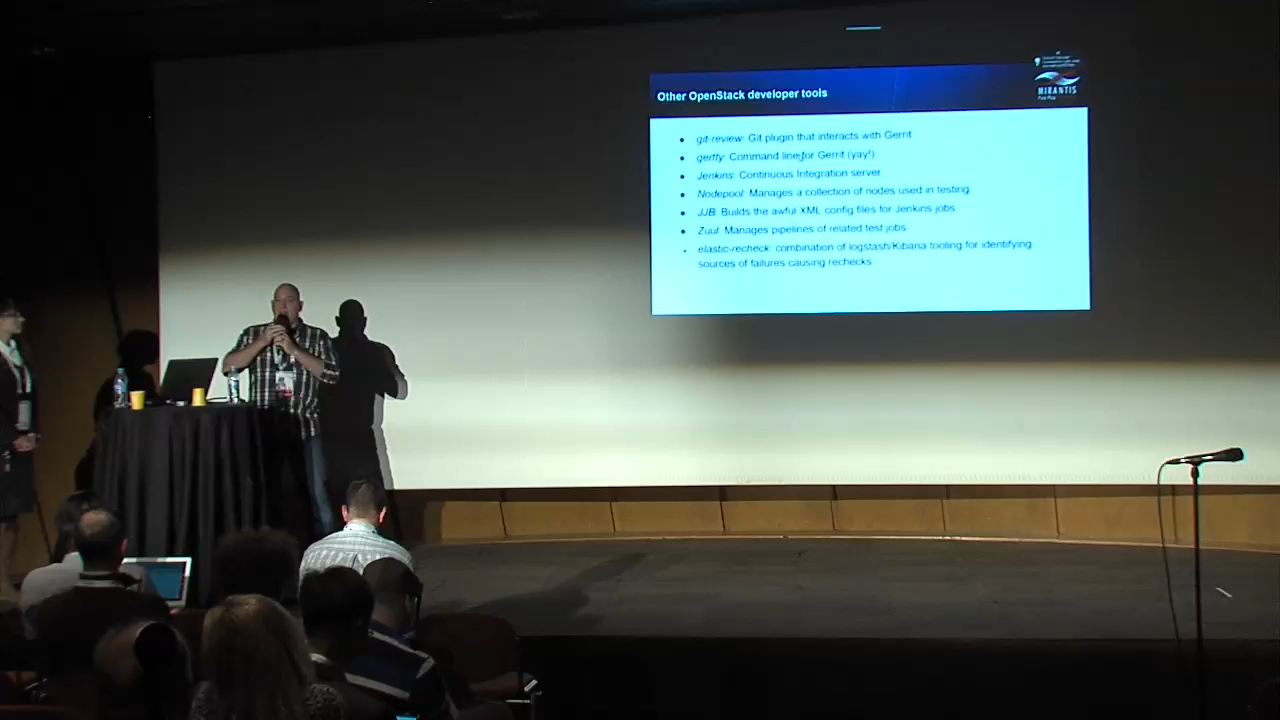 Other OpenStack developer tools
MIRANTIS
git-review: Git plugin that interacts with Gerrit
gertty: Command line for Gerrit (yay!)
Jenkins: Continuous Integration server
Nodepool: Manages a collection of nodes used in testing
JJB: Builds the awful XML config files for Jenkins jobs
Zuul: Manages pipelines of related test jobs
elastic-recheck: combination of logstash/Kibana tooling for identifying
sources of failures causing rechecks